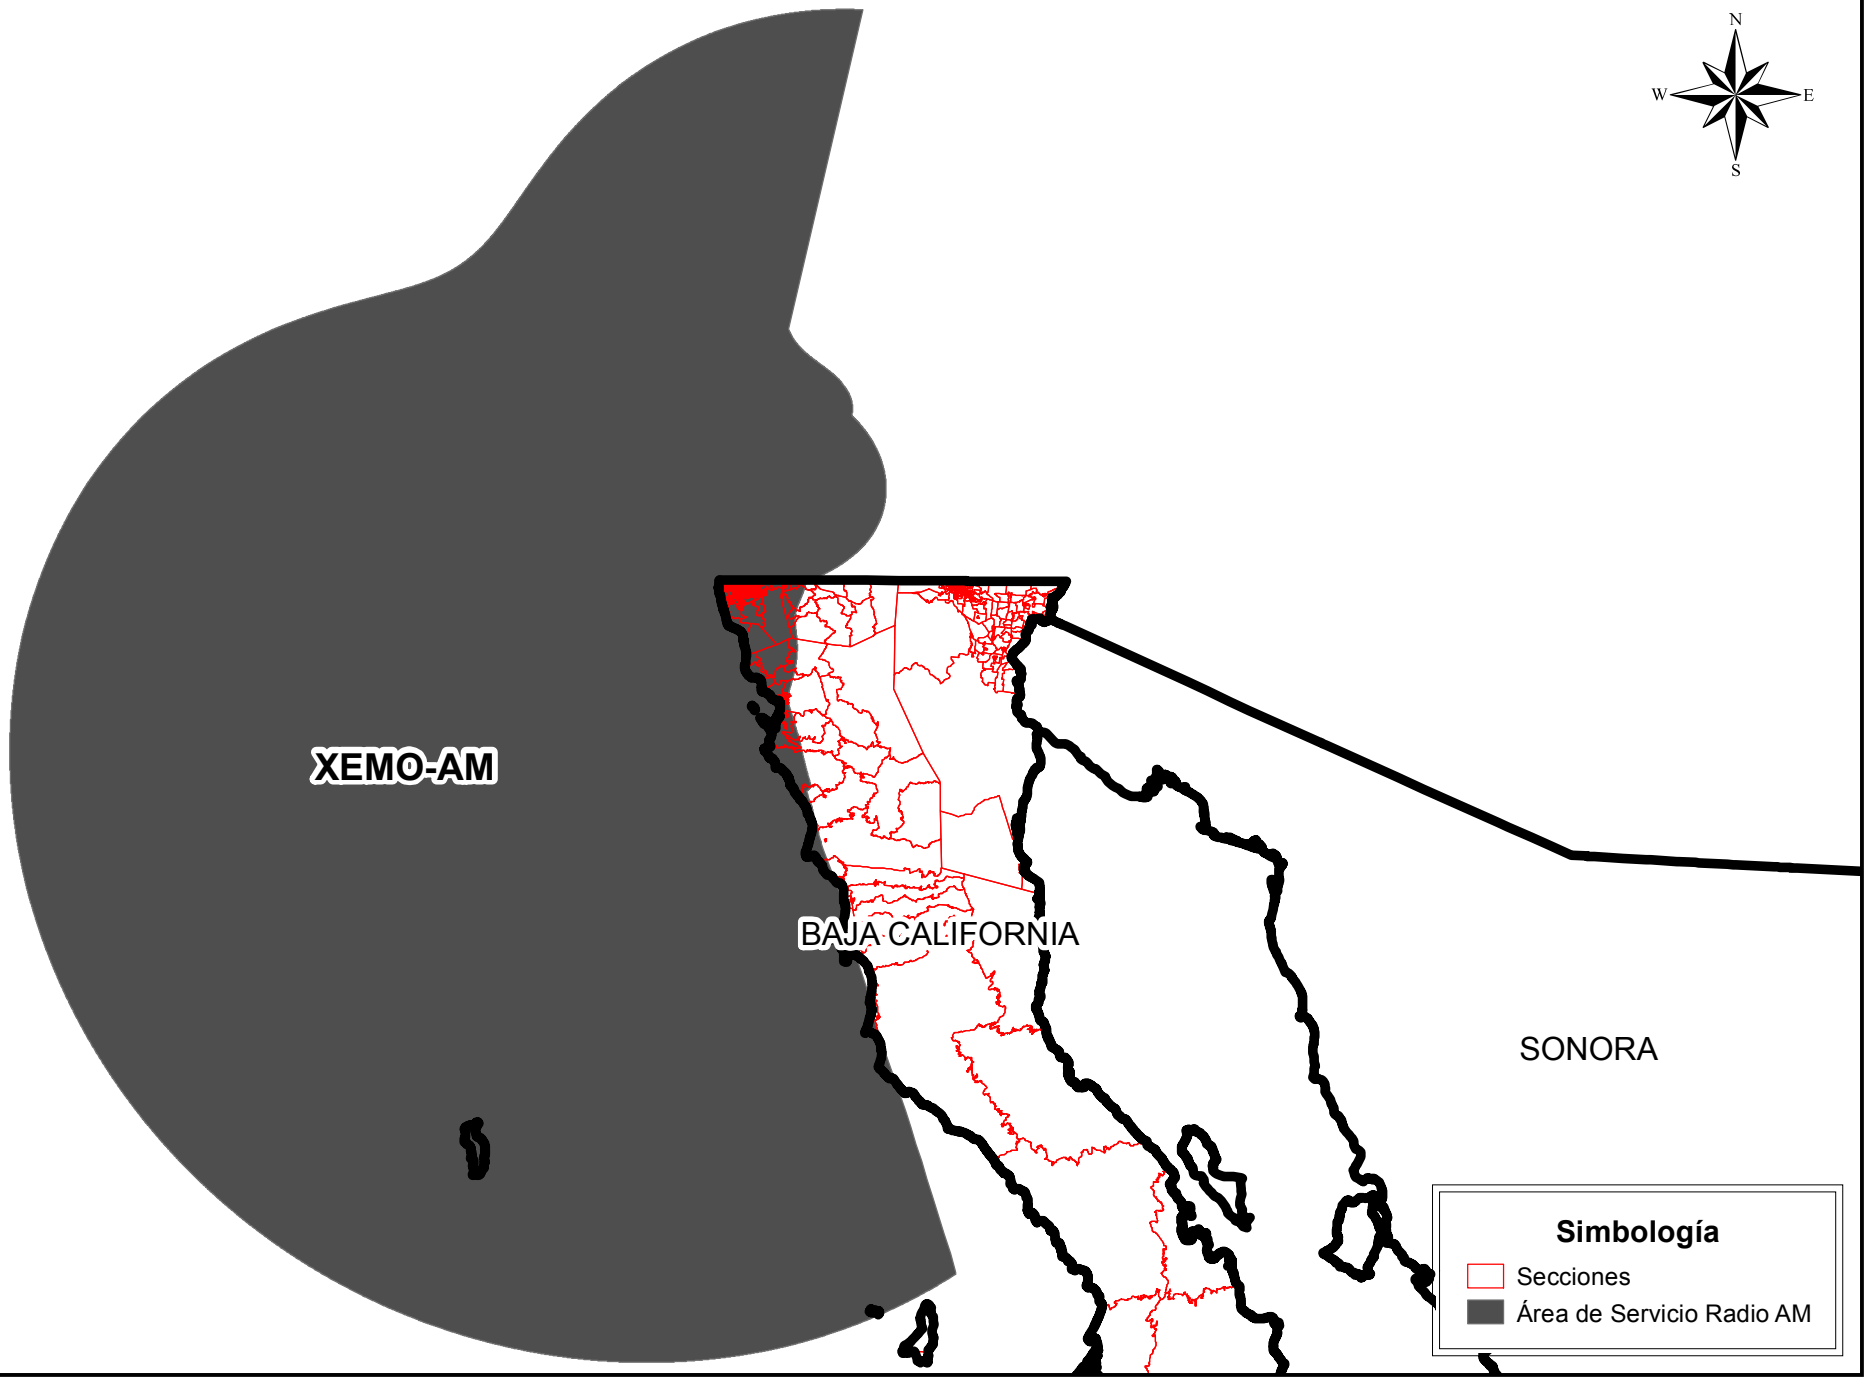 N
W E
S
XEMO-AM
BAJA CALIFORNIA
SONORA
Simbología
Secciones
Área de Servicio Radio AM